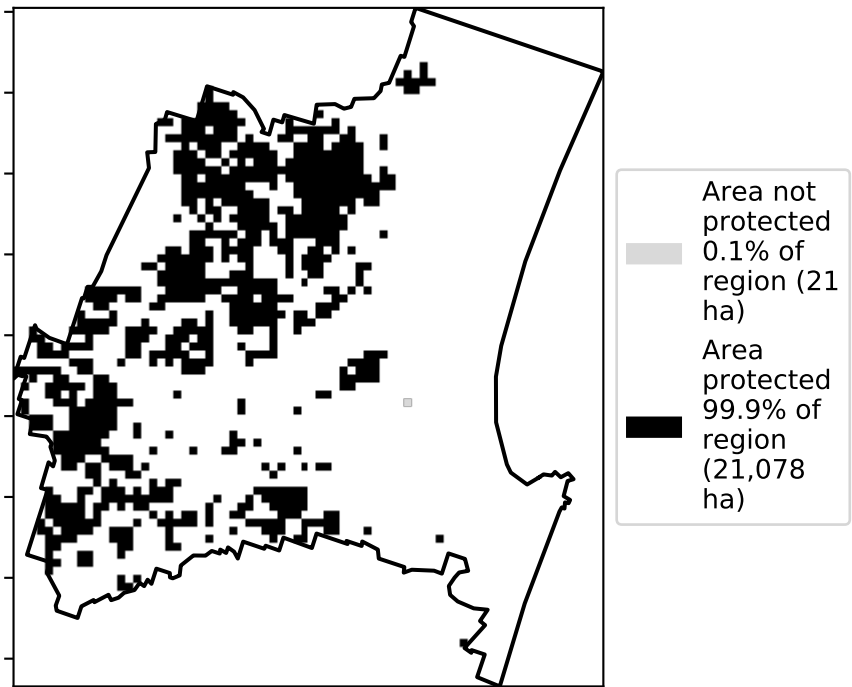 Area not
protected
0.1% of
region (21
ha)
Area
protected
99.9% of
region
(21,078
ha)